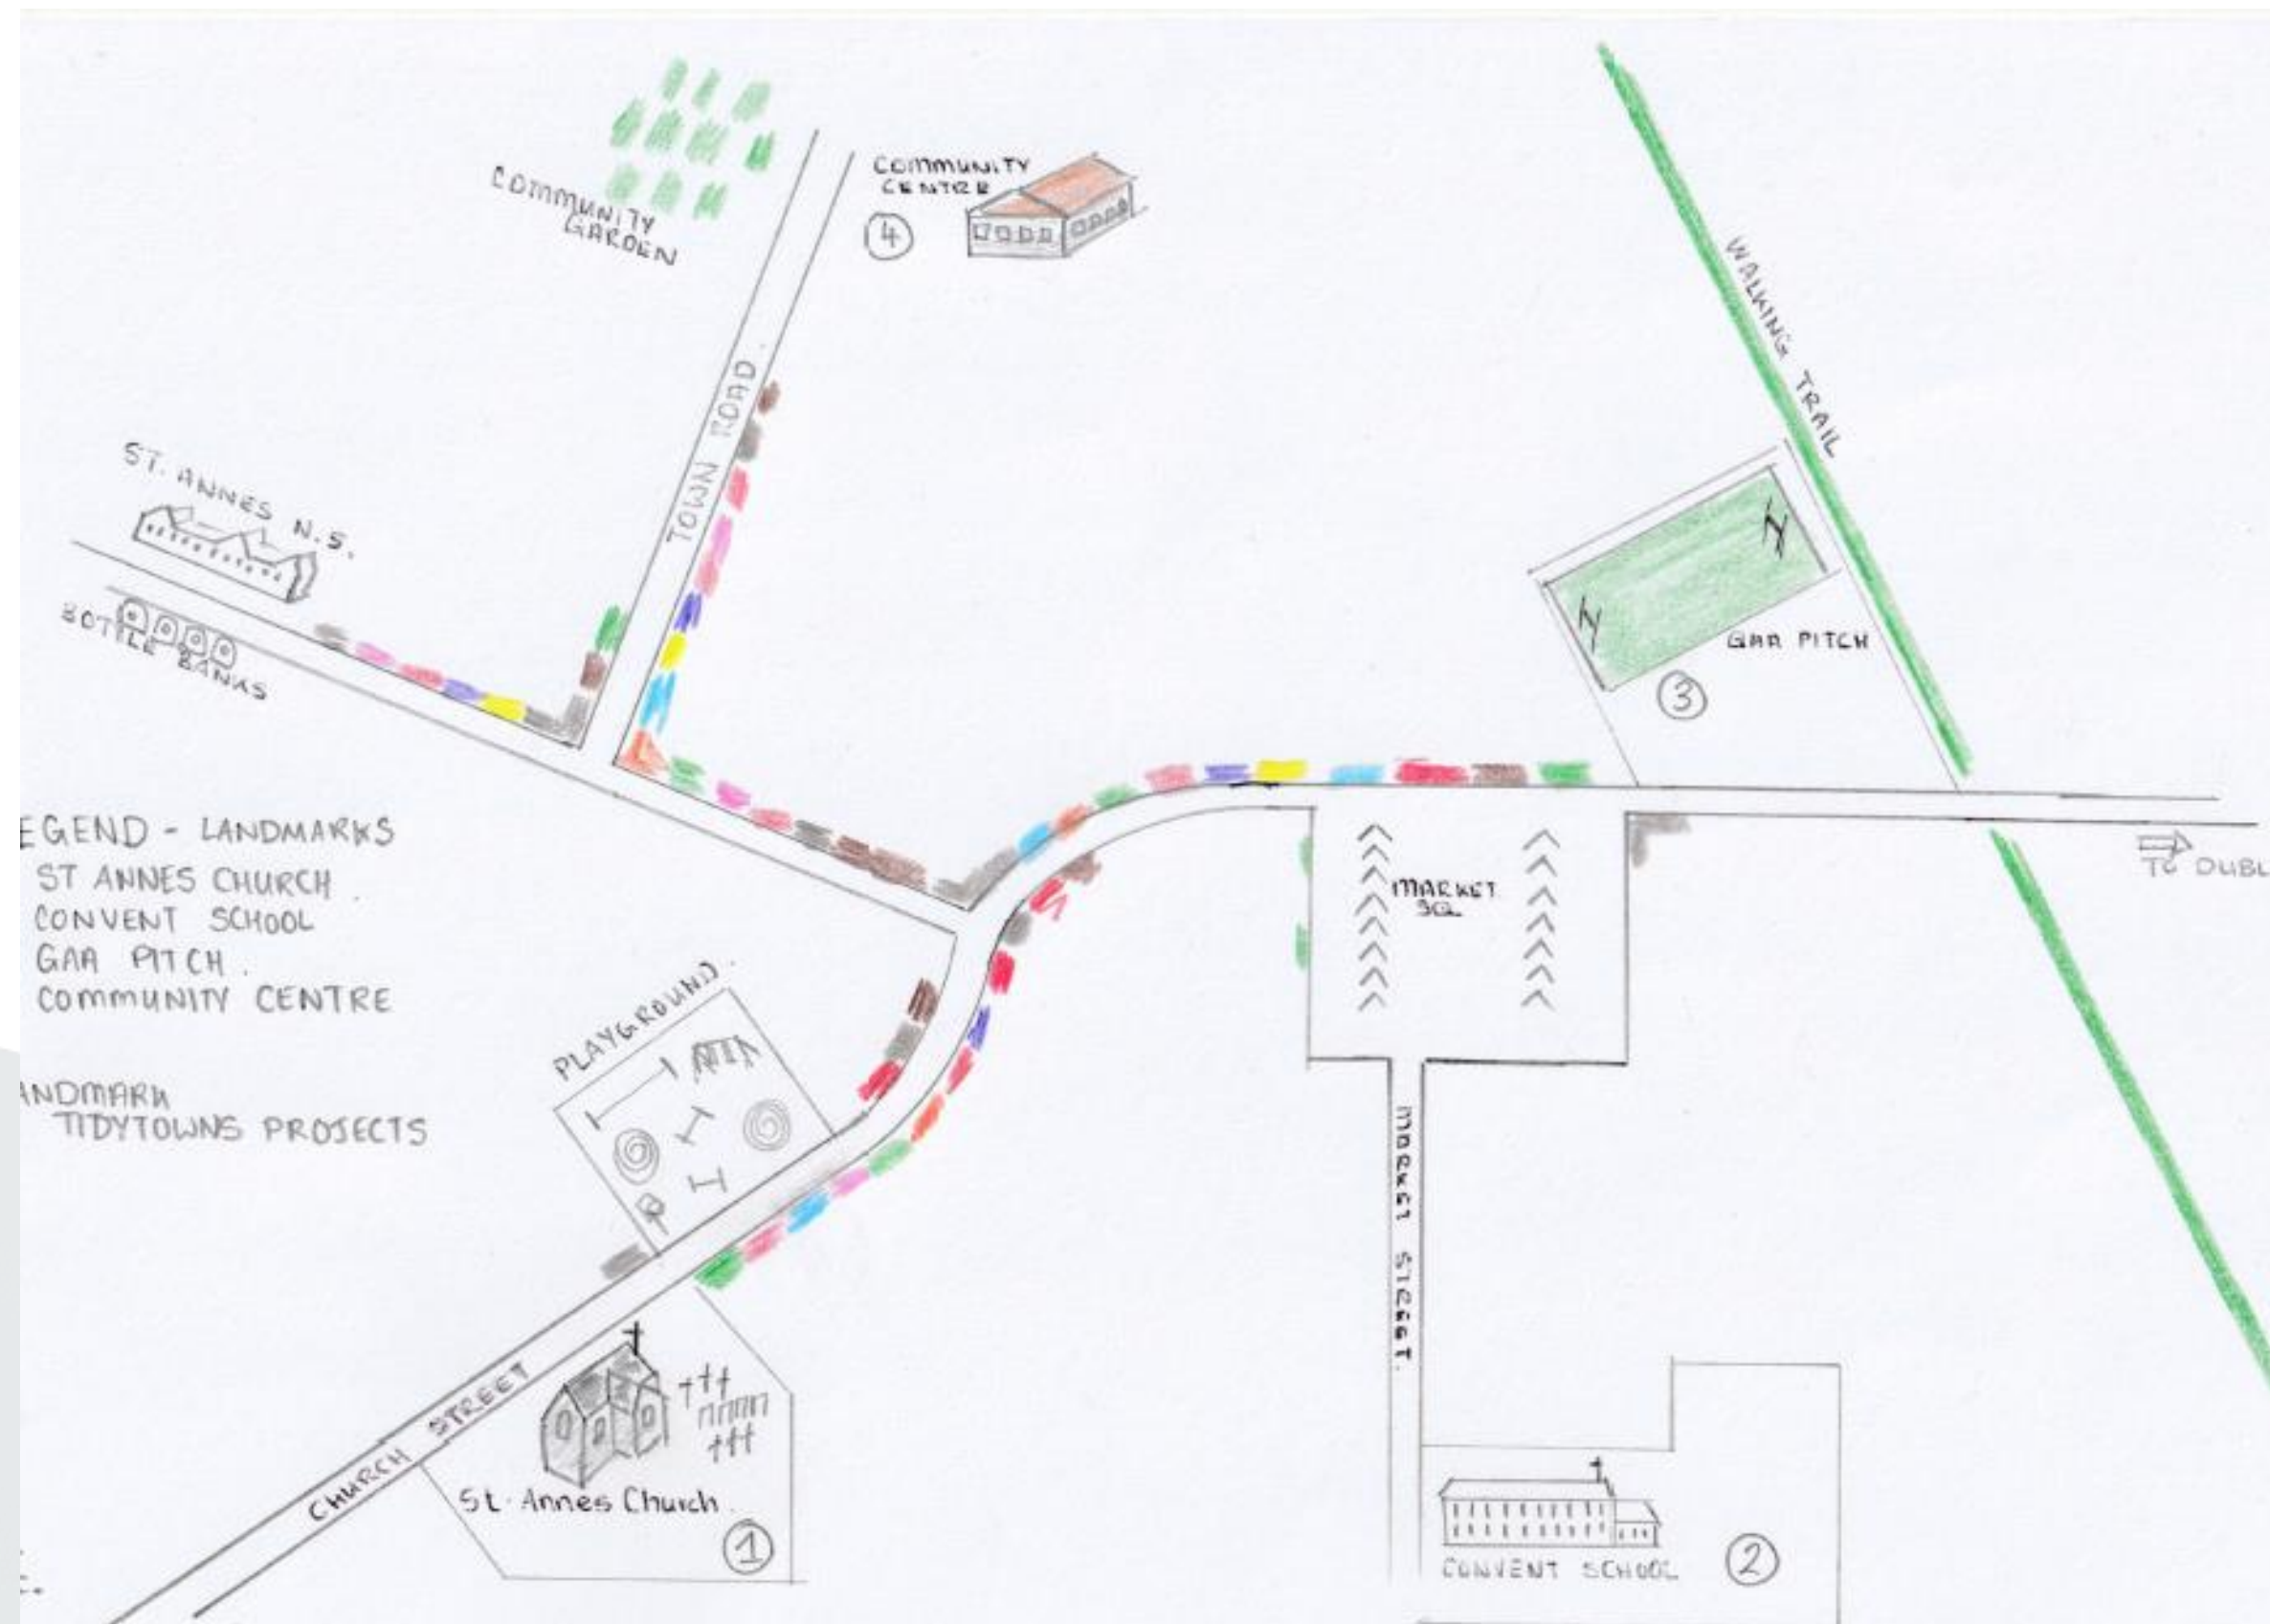 COMMUNITY
GARDEN
COMMUNITY
CENTRE
4
WALKING TRAIL
TOWN ROAD.
ST. ANNES N.S.
BOTTLE BANKS
GAA PITCH
3
TO DUBL
MARKET
SQ
EGEND - LANDMARKS
ST ANNES CHURCH
CONVENT SCHOOL
GAA PITCH.
COMMUNITY CENTRE
ANDMARK
TIDYTOWNS PROJECTS
PLAYGROUND.
MARKET STREET.
CHURCH STREET
St. Annes Church.
1
CONVENT SCHOOL
2